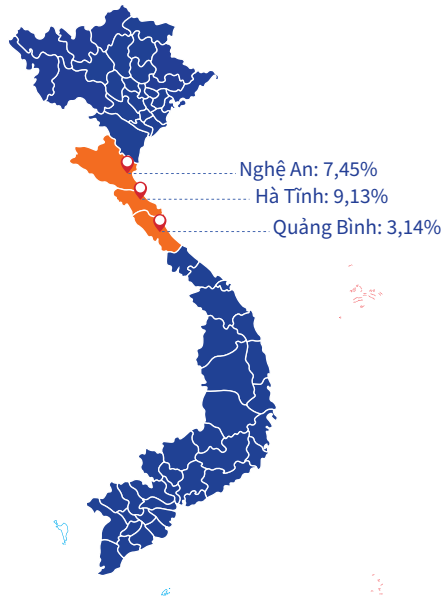 Nghệ An: 7,45%
Hà Tĩnh: 9,13%
Quảng Bình: 3,14%